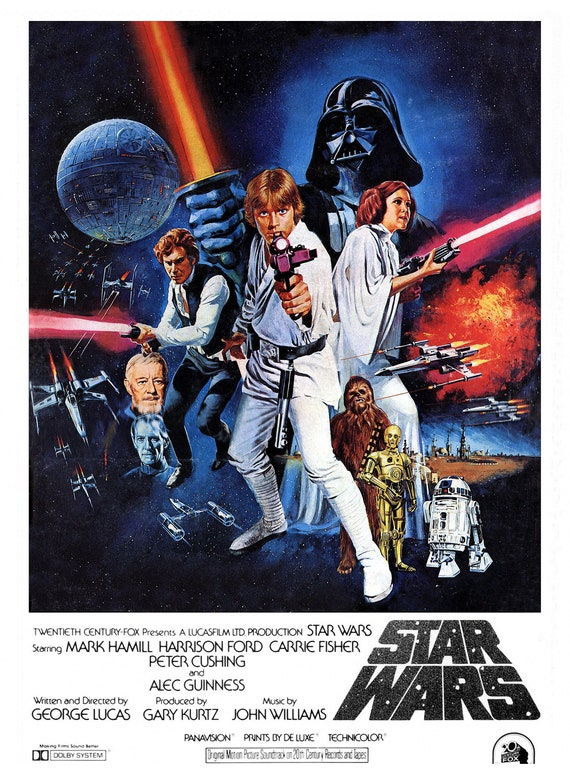 TWENTIETH CENTURY-FOX Presents A LUCASFILM LTD. PRODUCTION STAR WARS
Starring MARK HAMILL HARRISON FORD CARRIE FISHER
PETER CUSHING
and
ALEC GUINNESS
Written and Directed by
GEORGE LUCAS
Produced by
GARY KURTZ
Music by
JOHN WILLIAMS
STAR
WARS
PANAVISION PRINTS BY DE LUXE TECHNICOLOR
Making Films Sound Better
DOLBY SYSTEM
Original Motion Picture Soundtrack on 20th Century Records and Tapes
FOX